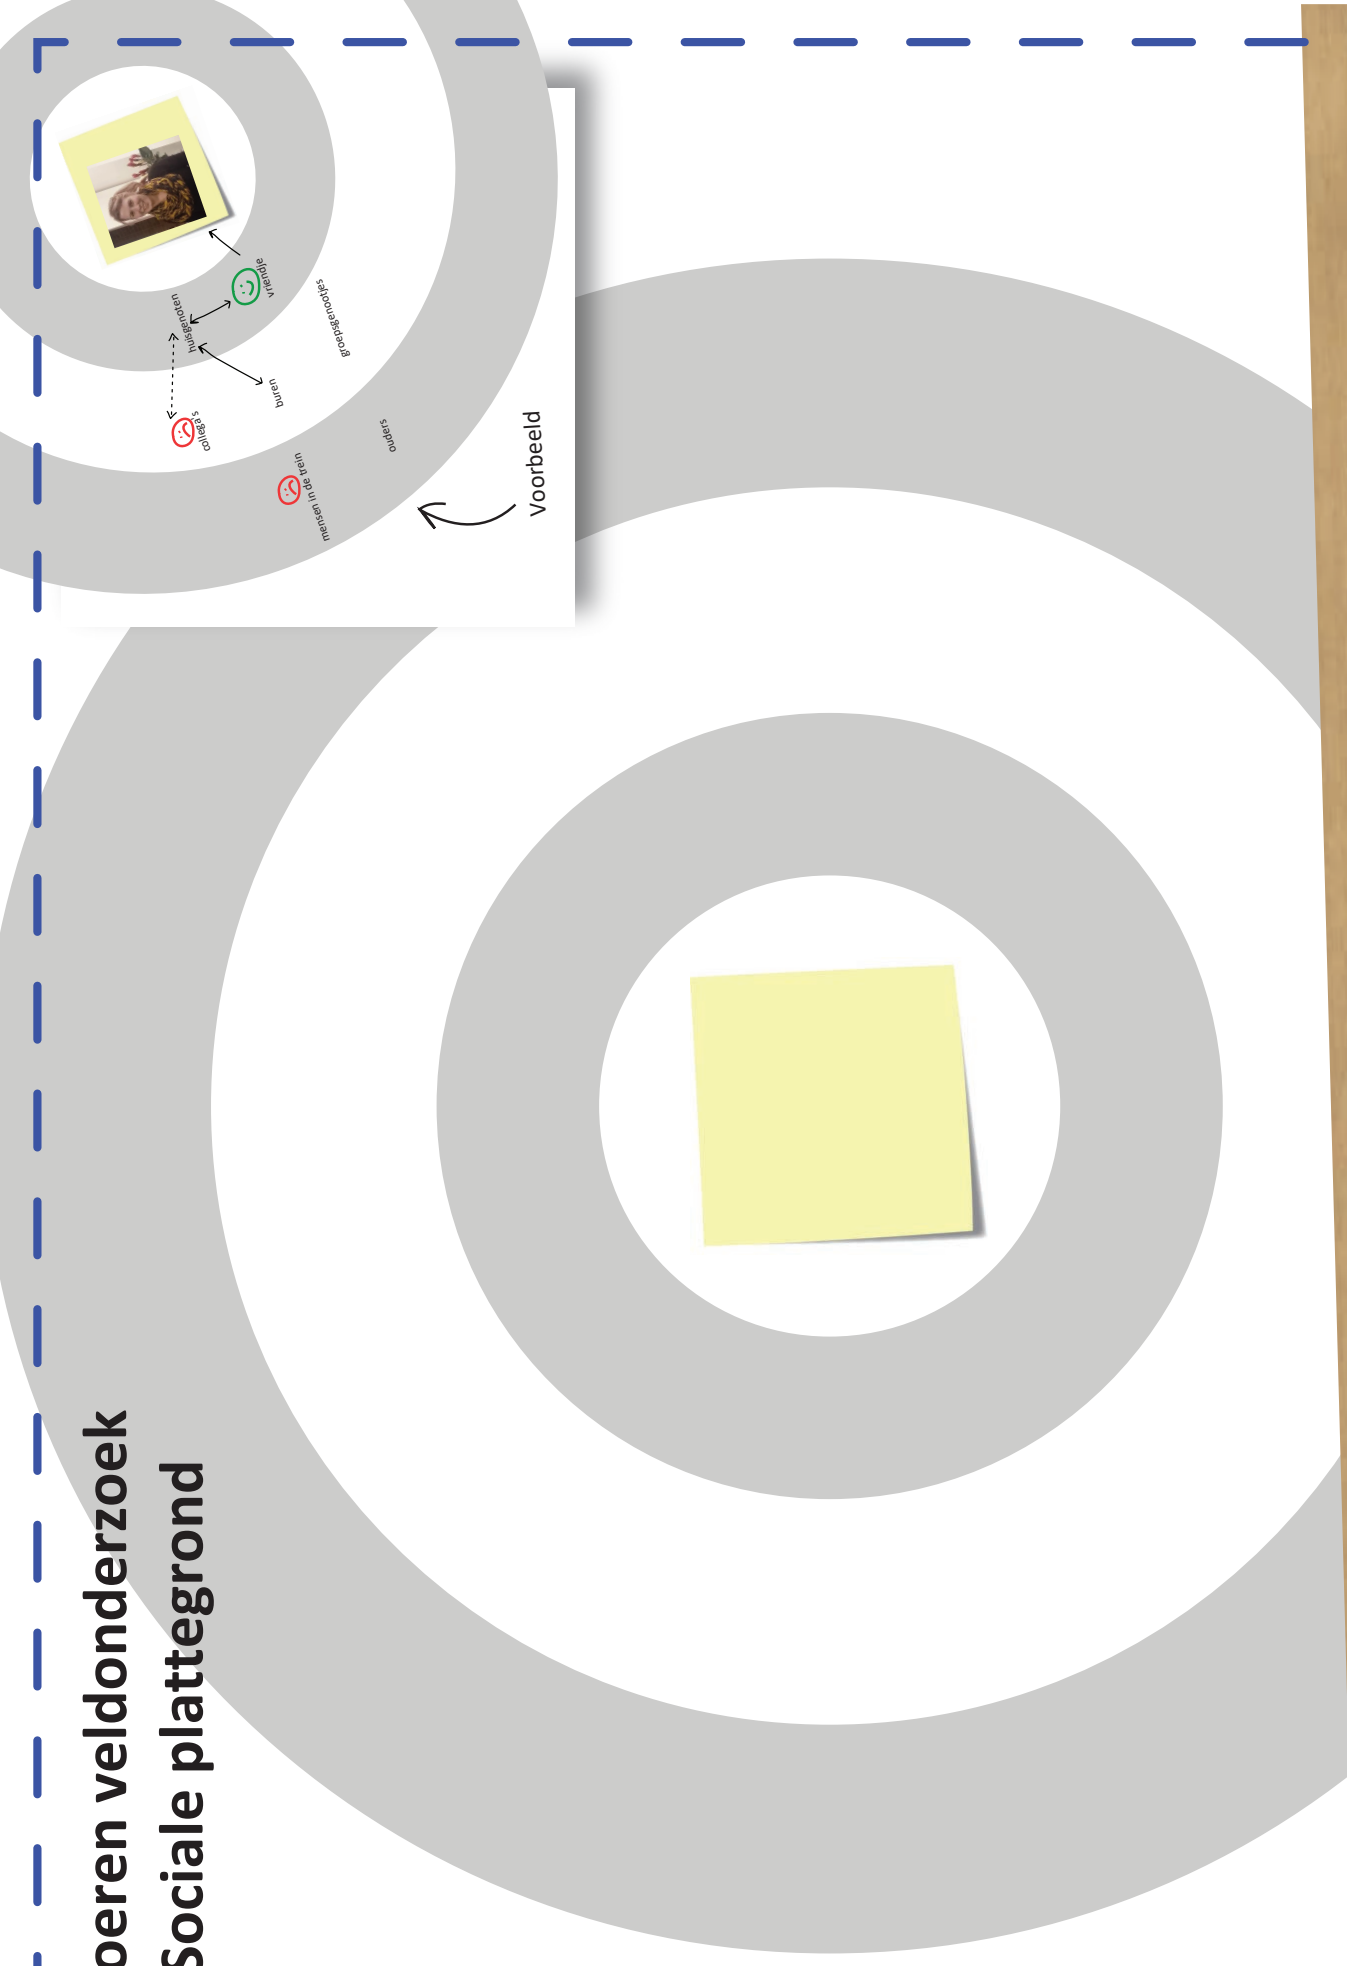 oeren veldonderzoek
Sociale plattegrond
Voorbeeld
vriendje
huisgenoten
groepsgenootjes
buren
collega's
ouders
mensen in de trein